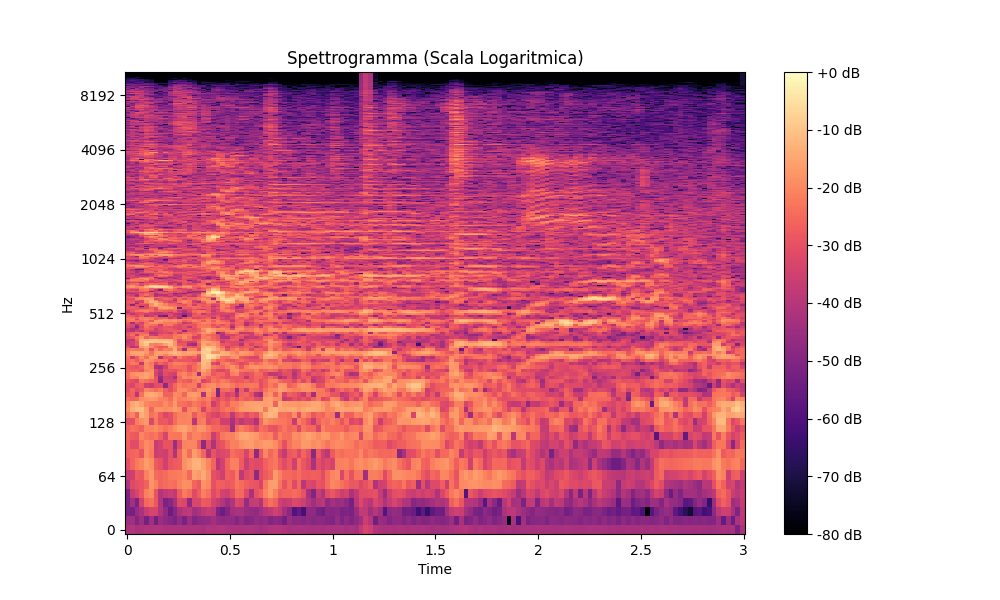 Spettrogramma (Scala Logaritmica)
8192
4096
2048
1024
512
256
128
64
0
Hz
0
0.5
1
1.5
2
2.5
3
Time
+0 dB
-10 dB
-20 dB
-30 dB
-40 dB
-50 dB
-60 dB
-70 dB
-80 dB